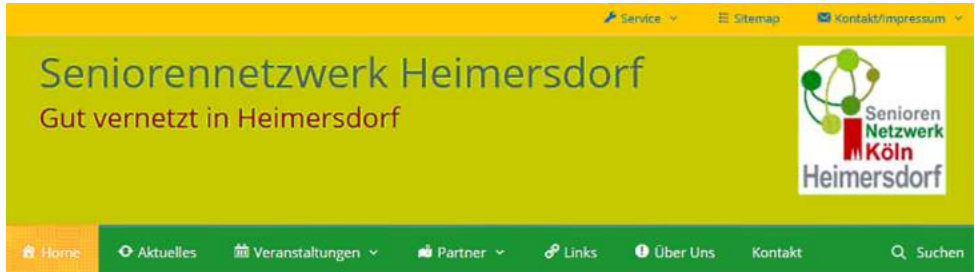 Service Sitemap Kontakt/Impressum
Seniorennetzwerk Heimersdorf
Gut vernetzt in Heimersdorf
Senioren
Netzwerk
Köln
Heimersdorf
Home Aktuelles Veranstaltungen Partner Links Über Uns Kontakt Suchen